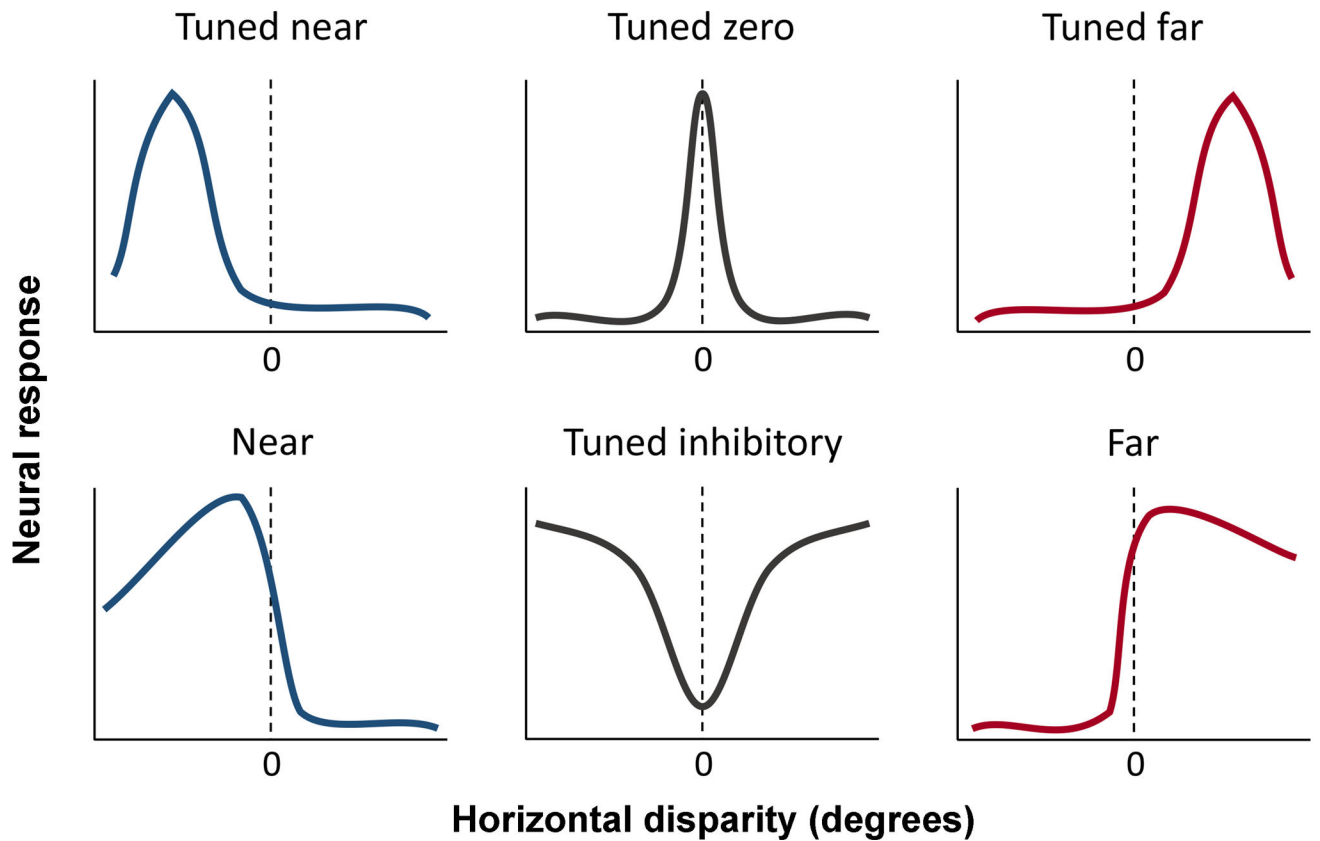 Tuned near
Tuned zero
Tuned far
0
0
0
Near
Tuned inhibitory
Far
0
0
0
Neural response
Horizontal disparity (degrees)